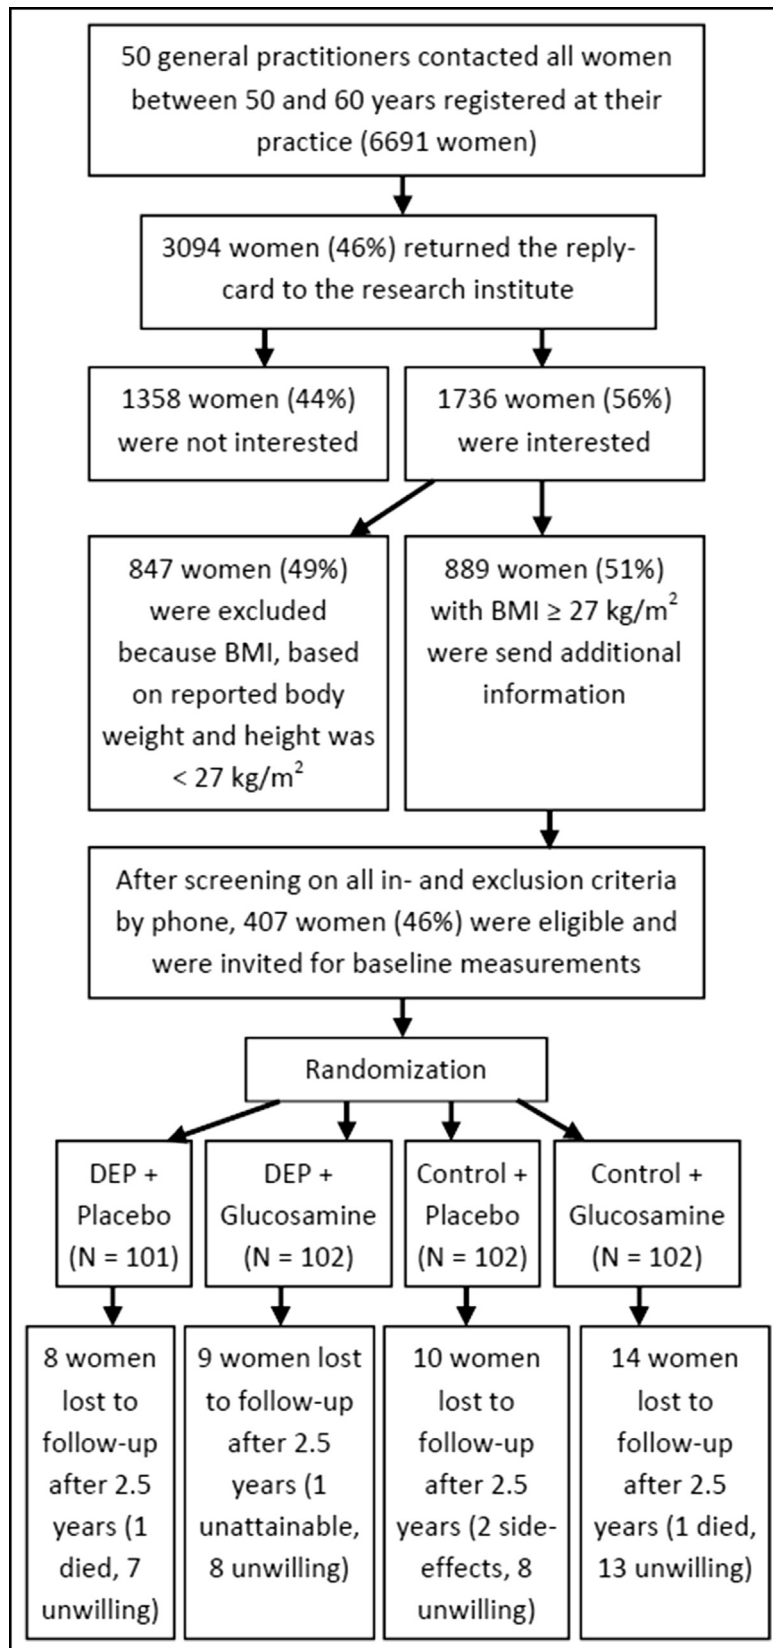 50 general practitioners contacted all women
between 50 and 60 years registered at their
practice (6691 women)
3094 women (46%) returned the reply-
card to the research institute
1358 women (44%)
were not interested
1736 women (56%)
were interested
847 women (49%)
were excluded
because BMI, based
on reported body
weight and height was
< 27 kg/m²
889 women (51%)
with BMI ≥ 27 kg/m²
were send additional
information
After screening on all in- and exclusion criteria
by phone, 407 women (46%) were eligible and
were invited for baseline measurements
Randomization
DEP +
Placebo
(N = 101)
DEP +
Glucosamine
(N = 102)
Control +
Placebo
(N = 102)
Control +
Glucosamine
(N = 102)
8 women
lost to
follow-up
after 2.5
years (1
died, 7
unwilling)
9 women lost
to follow-up
after 2.5
years (1
unattainable,
8 unwilling)
10 women
lost to
follow-up
after 2.5
years (2 side-
effects, 8
unwilling)
14 women
lost to
follow-up
after 2.5
years (1 died,
13 unwilling)